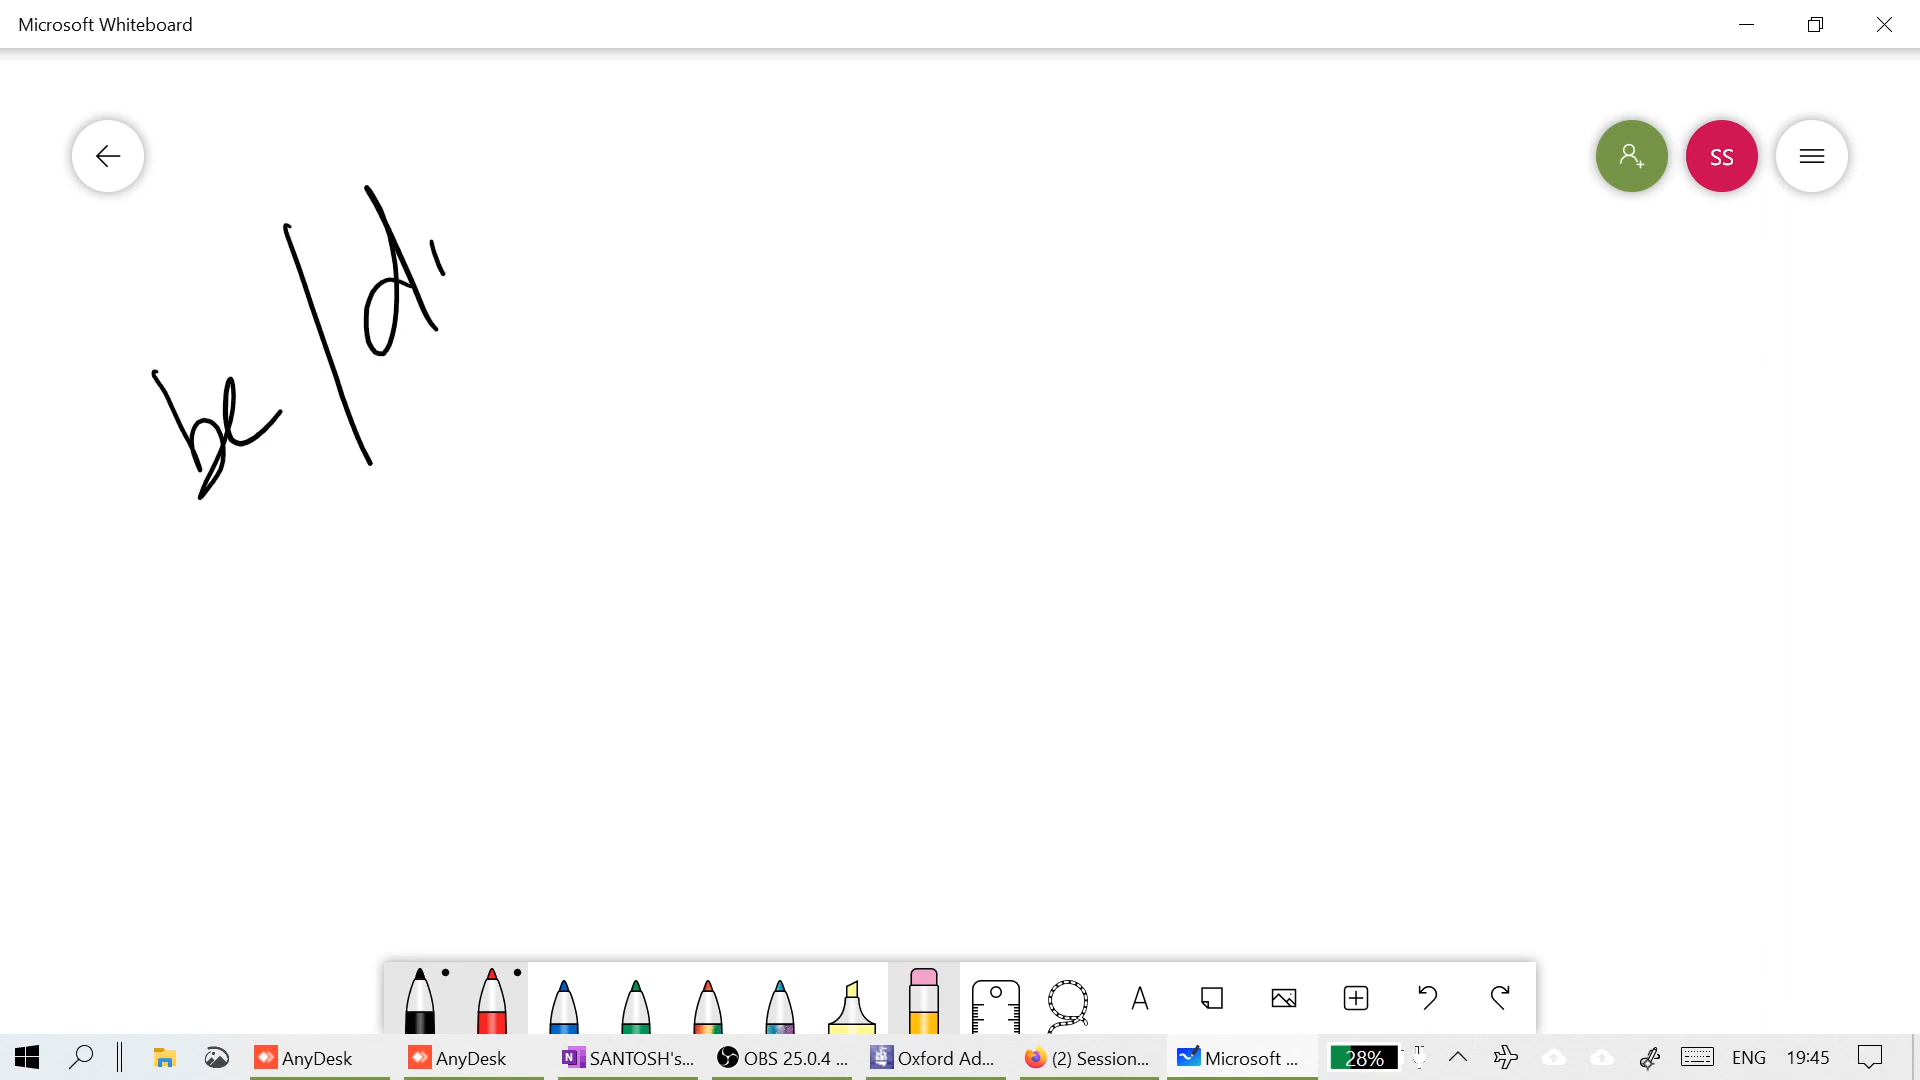 Microsoft Whiteboard
SS
be / d'
A
AnyDesk
AnyDesk
SANTOSH's...
OBS 25.0.4 ...
Oxford Ad...
(2) Session...
Microsoft ...
28%
ENG
19:45